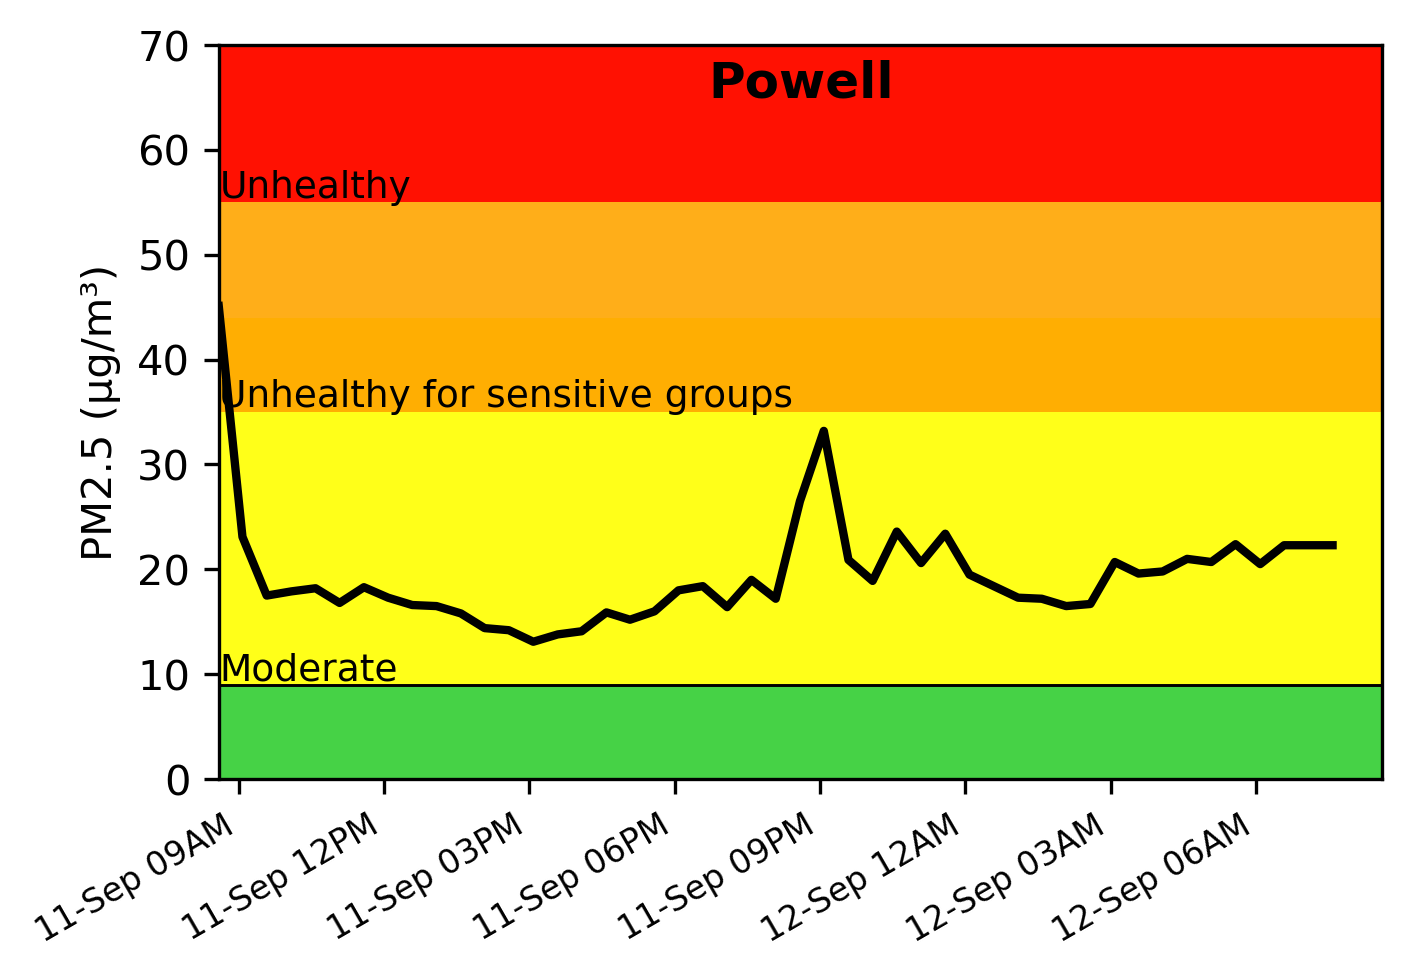 Powell
PM2.5 (µg/m³)
70
60
50
40
30
20
10
0
Unhealthy
Unhealthy for sensitive groups
Moderate
11-Sep 09AM
11-Sep 12PM
11-Sep 03PM
11-Sep 06PM
11-Sep 09PM
12-Sep 12AM
12-Sep 03AM
12-Sep 06AM